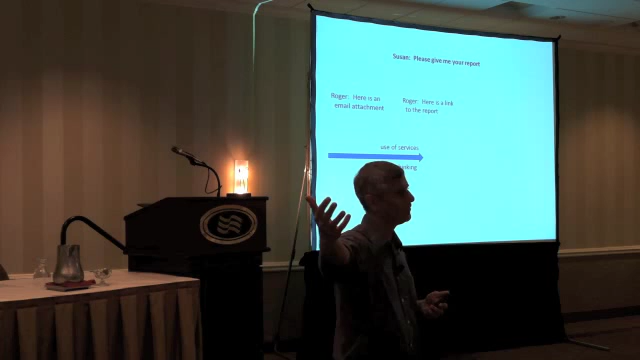 Susan: Please give me your report
Roger: Here is an
email attachment
Roger: Here is a link
to the report
use of services